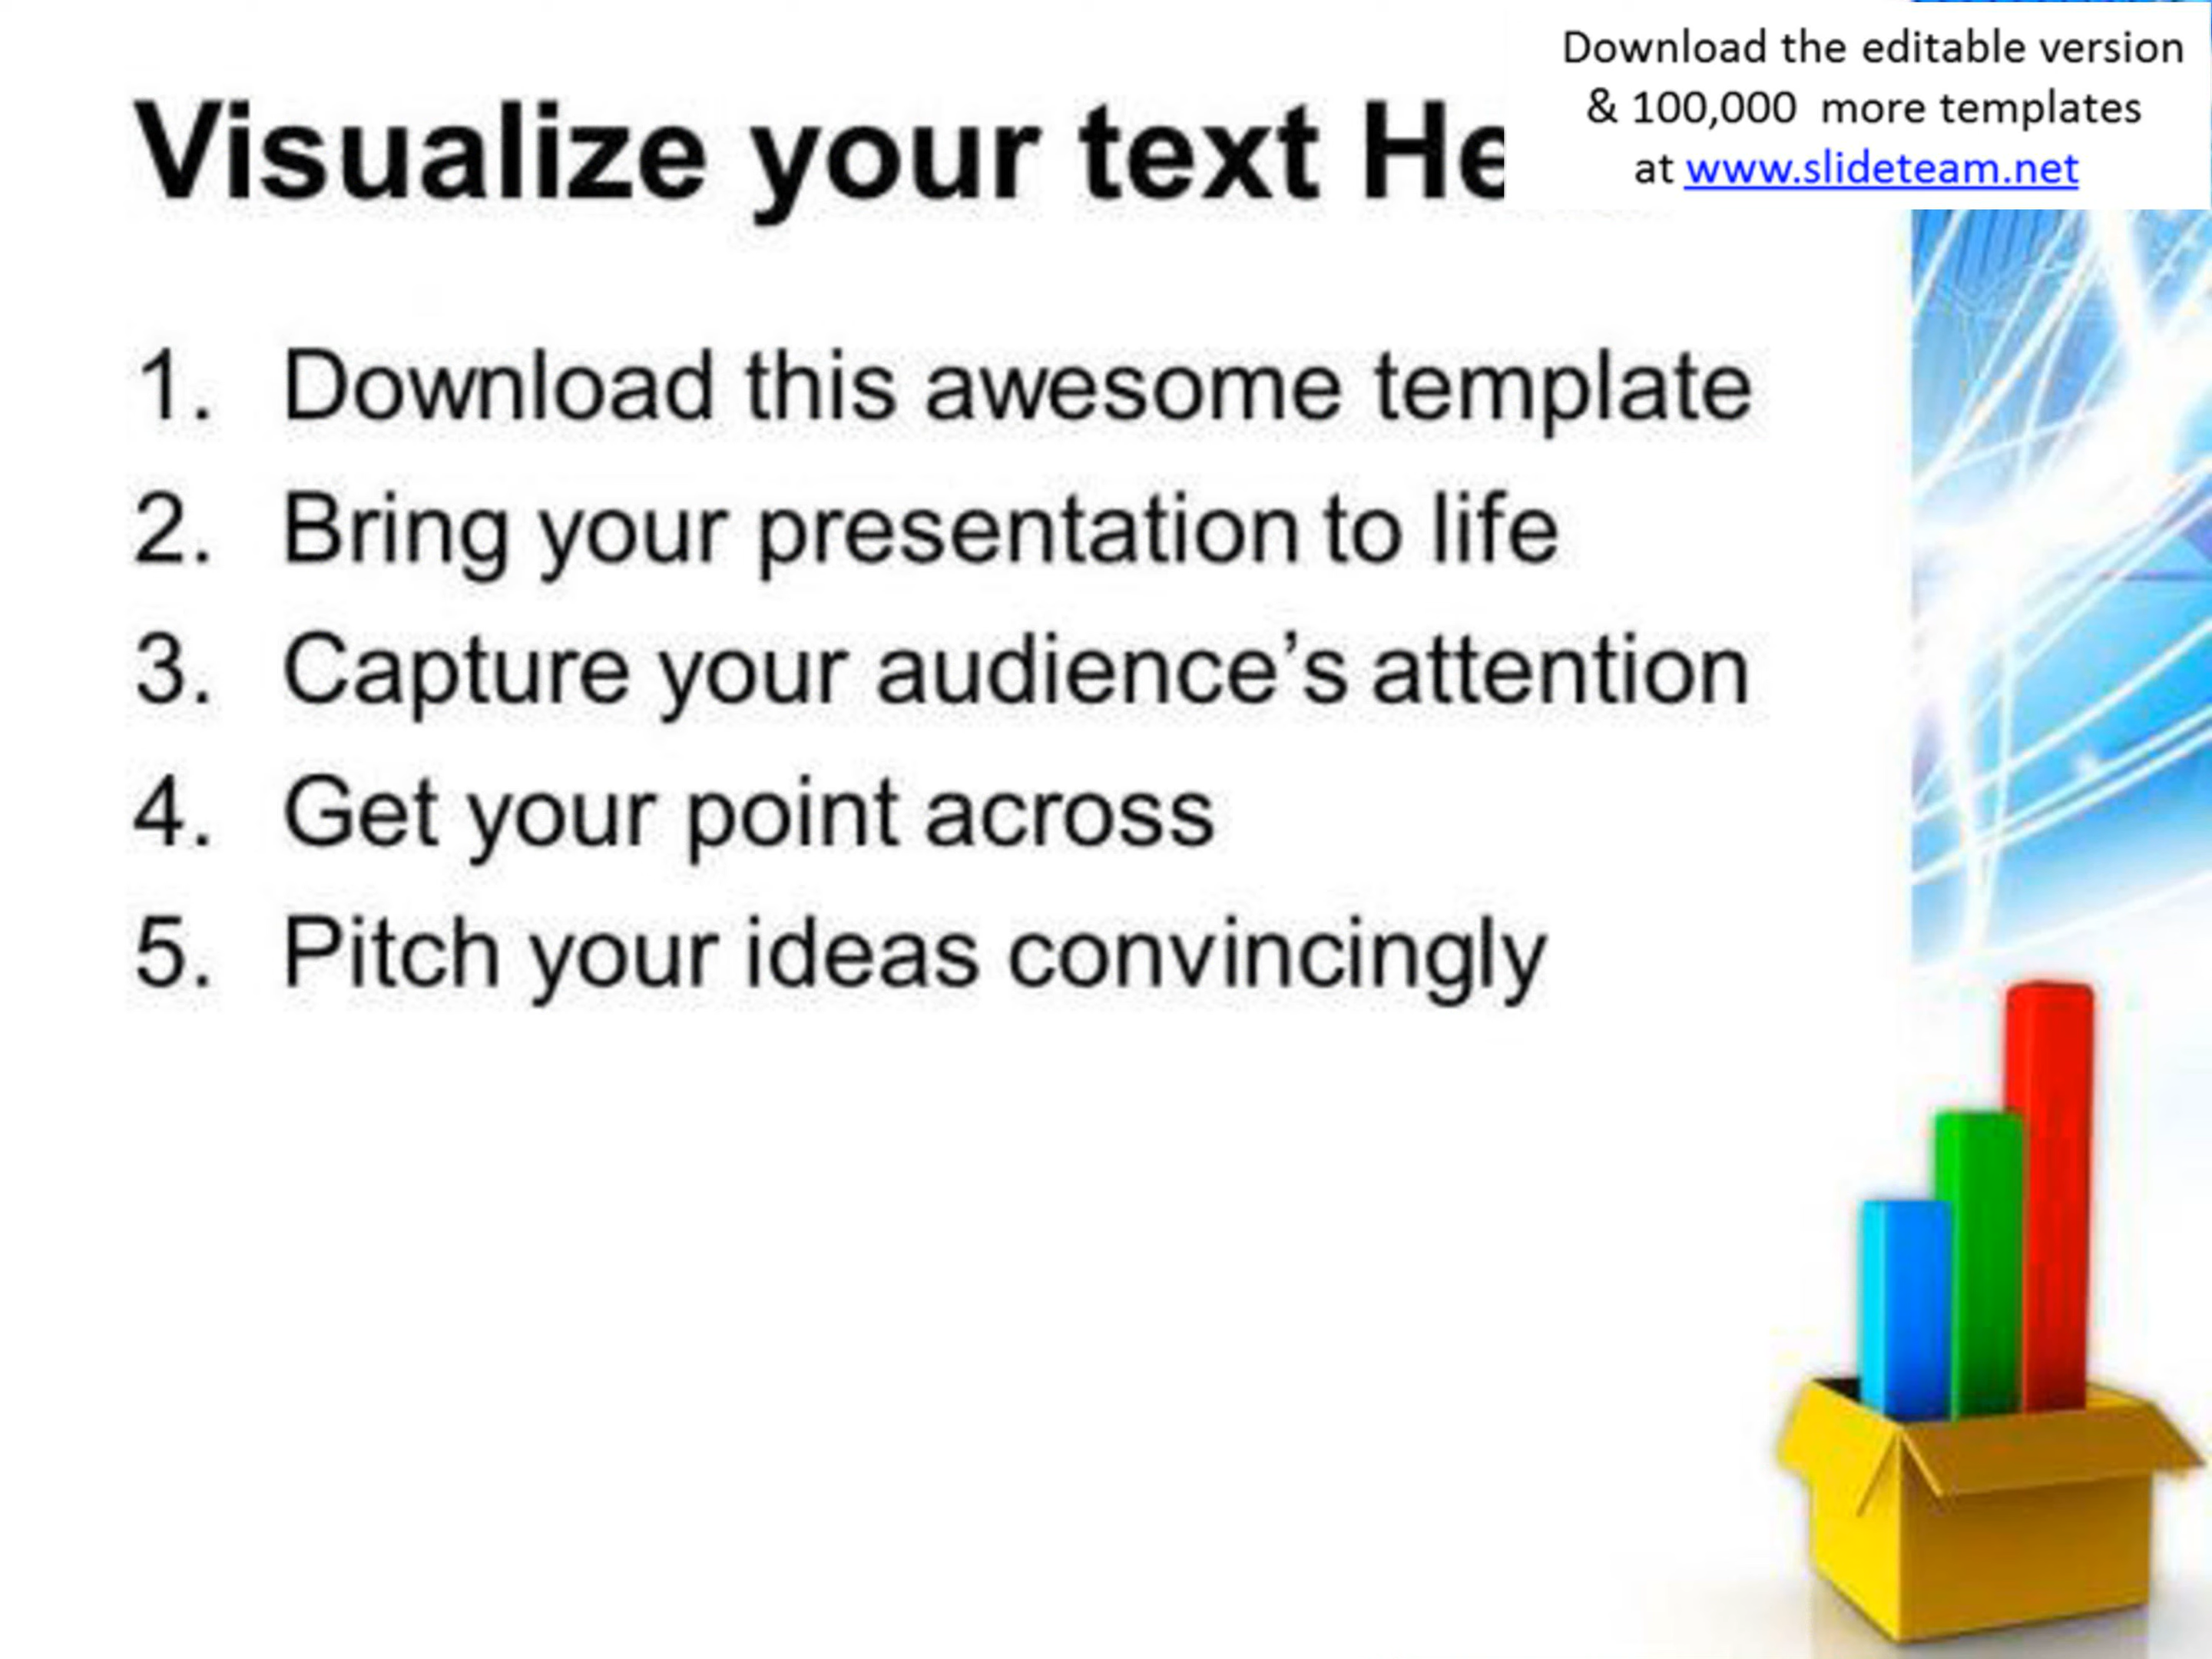 Download the editable version
& 100,000 more templates
at www.slideteam.net
Visualize your text He
1. Download this awesome template
2. Bring your presentation to life
3. Capture your audience’s attention
4. Get your point across
5. Pitch your ideas convincingly